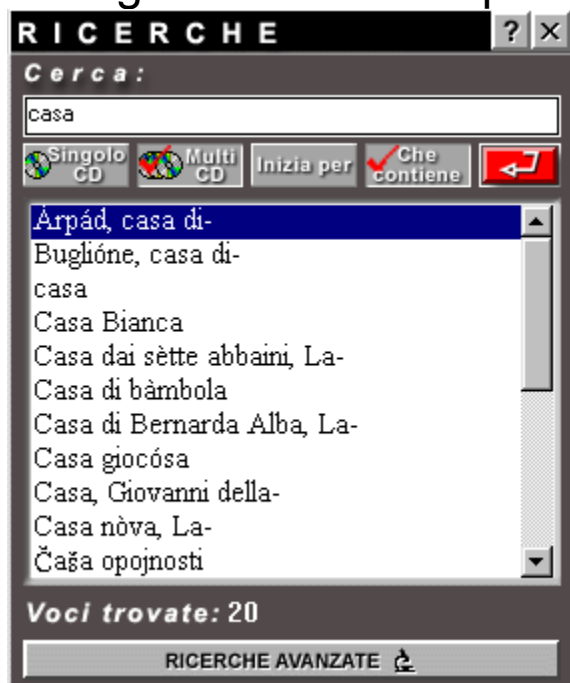 RICERCHE ? ×
Cerca:
casa
Singolo CD Multi CD Inizia per Che contiene
Árpád, casa di-
Buglióne, casa di-
casa
Casa Bianca
Casa dai sètte abbaini, La-
Casa di bàmbola
Casa di Bernarda Alba, La-
Casa giocósa
Casa, Giovanni della-
Casa nòva, La-
Čaša opojnosti
Voci trovate: 20
RICERCHE AVANZATE